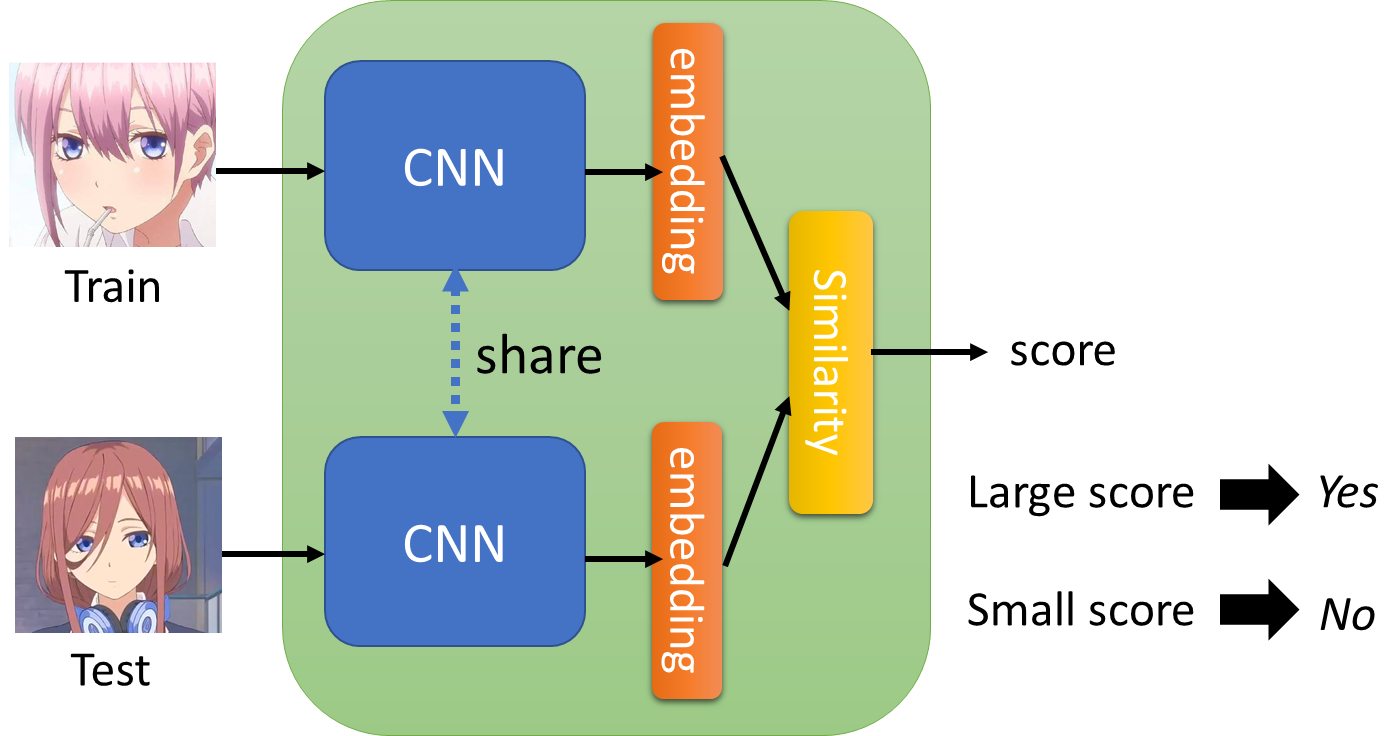 CNN
embedding
Train
share
Similarity
score
CNN
embedding
Large score
Yes
Small score
No
Test